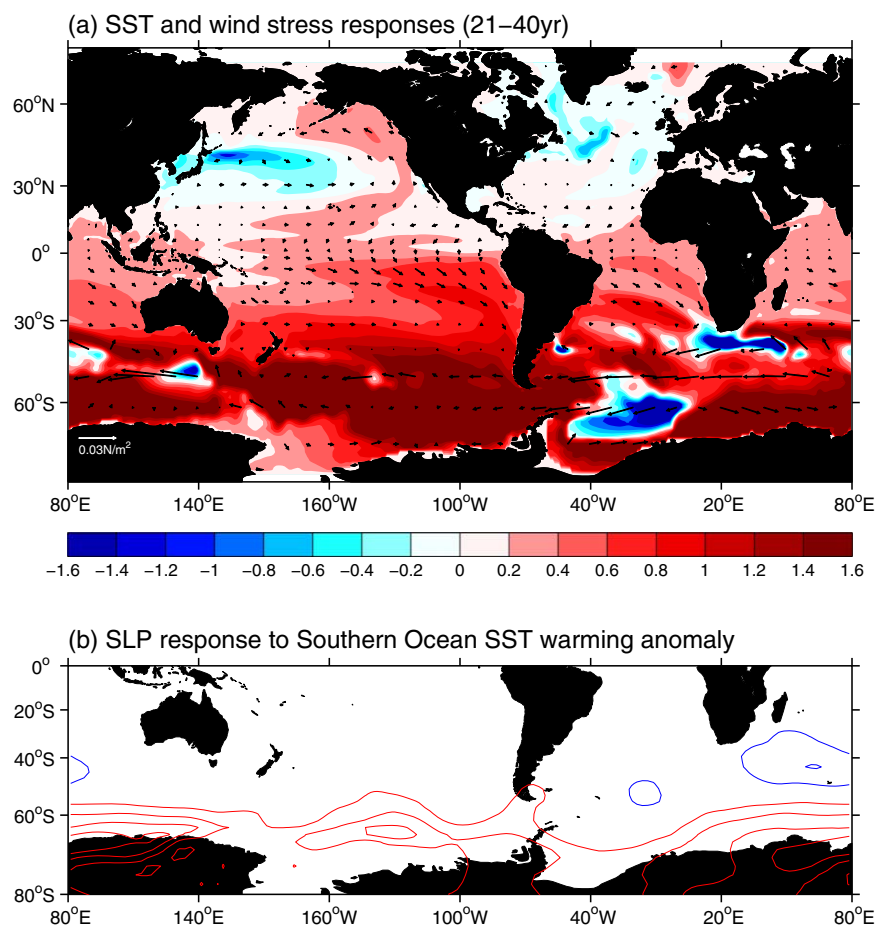 (a) SST and wind stress responses (21−40yr)
60°N
30°N
0°
30°S
60°S
0.03N/m²
80°E 140°E 160°W 100°W 40°W 20°E 80°E
−1.6 −1.4 −1.2 −1 −0.8 −0.6 −0.4 −0.2 0 0.2 0.4 0.6 0.8 1 1.2 1.4 1.6
(b) SLP response to Southern Ocean SST warming anomaly
0°
20°S
40°S
60°S
80°S
80°E 140°E 160°W 100°W 40°W 20°E 80°E